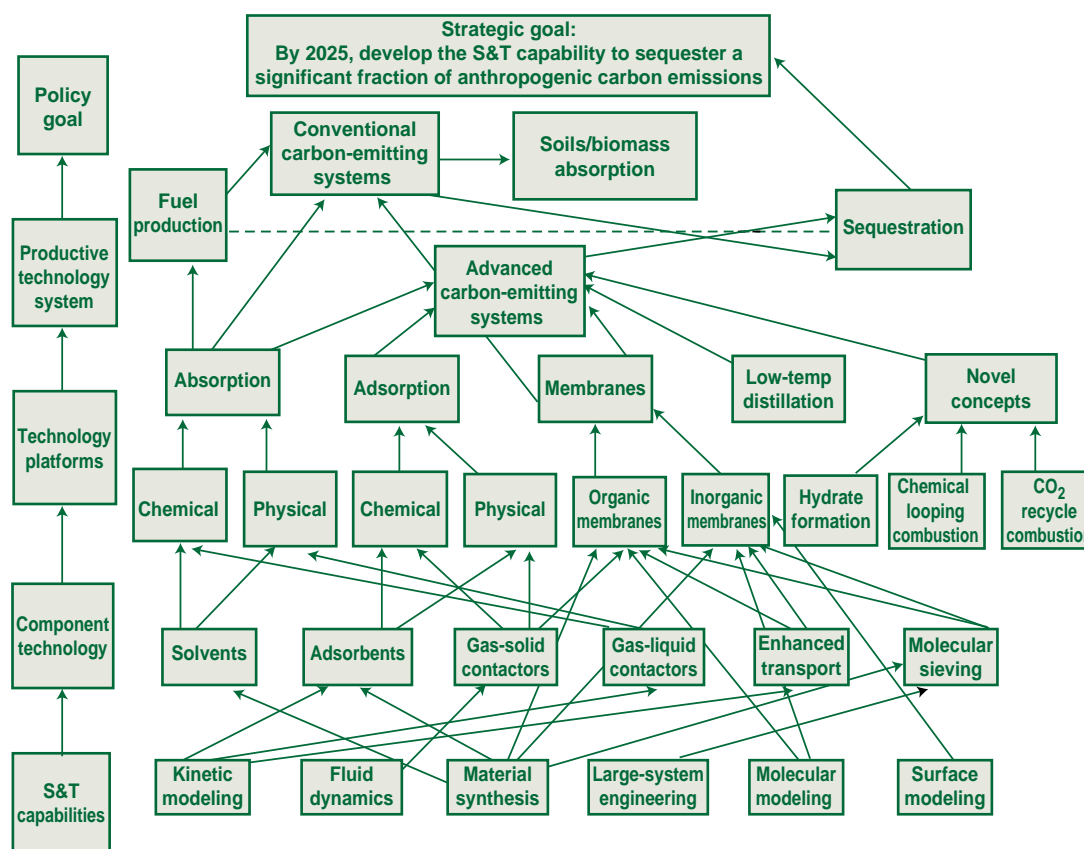 Strategic goal:
By 2025, develop the S&T capability to sequester a
significant fraction of anthropogenic carbon emissions
Policy
goal
Conventional
carbon-emitting
systems
Soils/biomass
absorption
Fuel
production
Sequestration
Productive
technology
system
Advanced
carbon-emitting
systems
Absorption
Adsorption
Membranes
Low-temp
distillation
Novel
concepts
Technology
platforms
Chemical
Physical
Chemical
Physical
Organic
membranes
Inorganic
membranes
Hydrate
formation
Chemical
looping
combustion
CO2
recycle
combustion
Component
technology
Solvents
Adsorbents
Gas-solid
contactors
Gas-liquid
contactors
Enhanced
transport
Molecular
sieving
S&T
capabilities
Kinetic
modeling
Fluid
dynamics
Material
synthesis
Large-system
engineering
Molecular
modeling
Surface
modeling